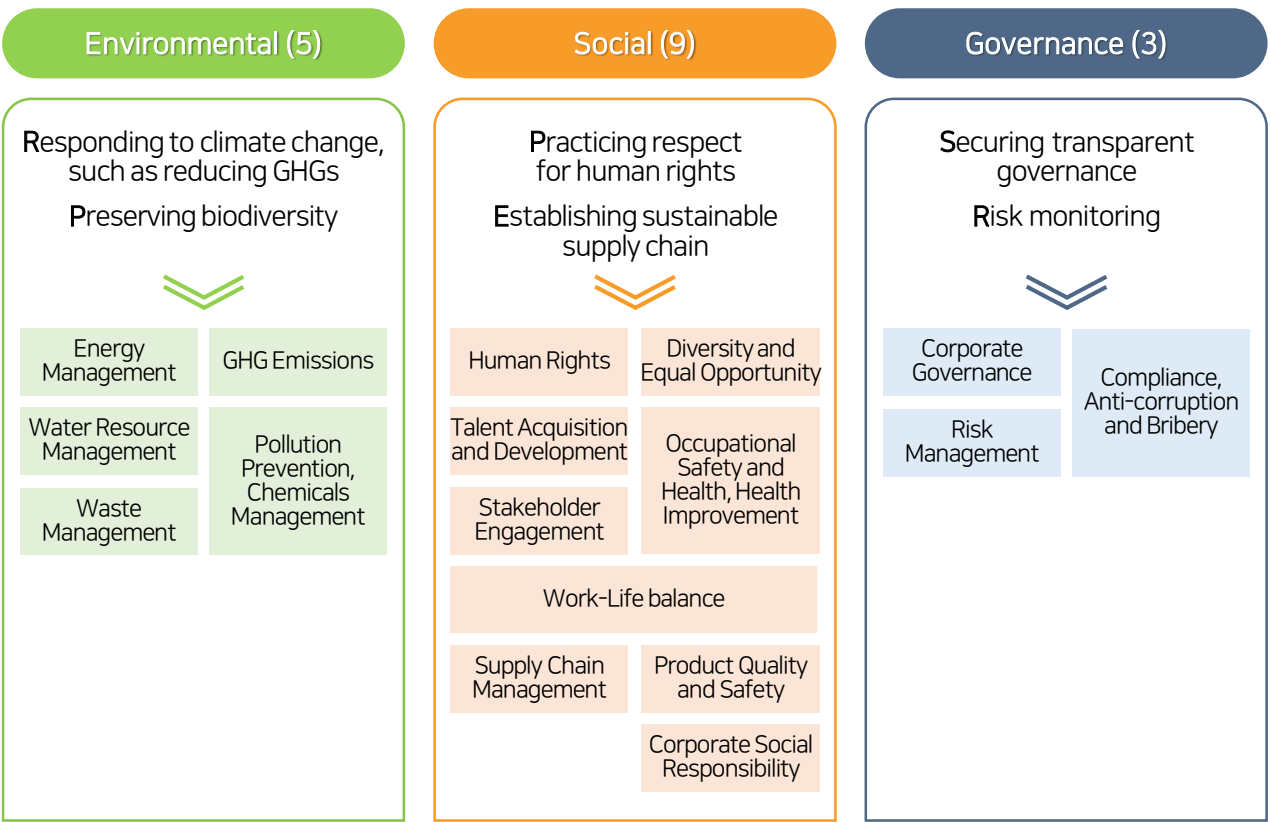 Environmental (5)
Responding to climate change,
such as reducing GHGs
Preserving biodiversity
Energy
Management
GHG Emissions
Water Resource
Management
Pollution
Prevention,
Chemicals
Management
Waste
Management
Social (9)
Practicing respect
for human rights
Establishing sustainable
supply chain
Human Rights
Diversity and
Equal Opportunity
Talent Acquisition
and Development
Occupational
Safety and
Health, Health
Improvement
Stakeholder
Engagement
Work-Life balance
Supply Chain
Management
Product Quality
and Safety
Corporate Social
Responsibility
Governance (3)
Securing transparent
governance
Risk monitoring
Corporate
Governance
Compliance,
Anti-corruption
and Bribery
Risk
Management